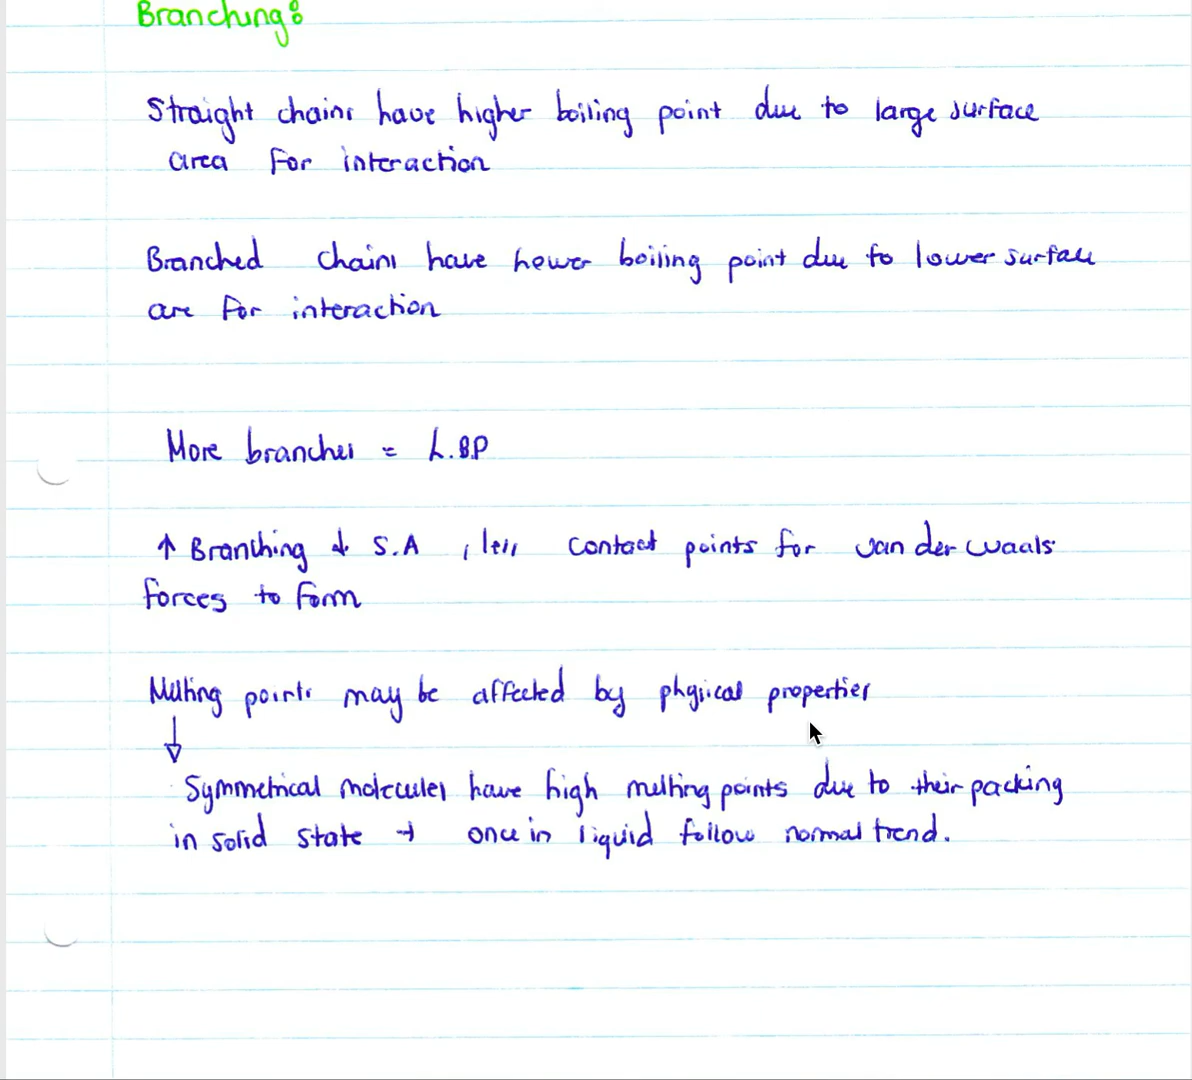 Branching:
Straight chains have higher boiling point due to large surface
area for interaction
Branched chains have lower boiling point due to lower surface
are for interaction
More branches = L.BP
↑ Branching ↓ S.A, less contact points for van der waals
forces to form
Melting points may be affected by physical properties
↓
Symmetrical molecules have high melting points due to their packing
in solid state → once in liquid follow normal trend.